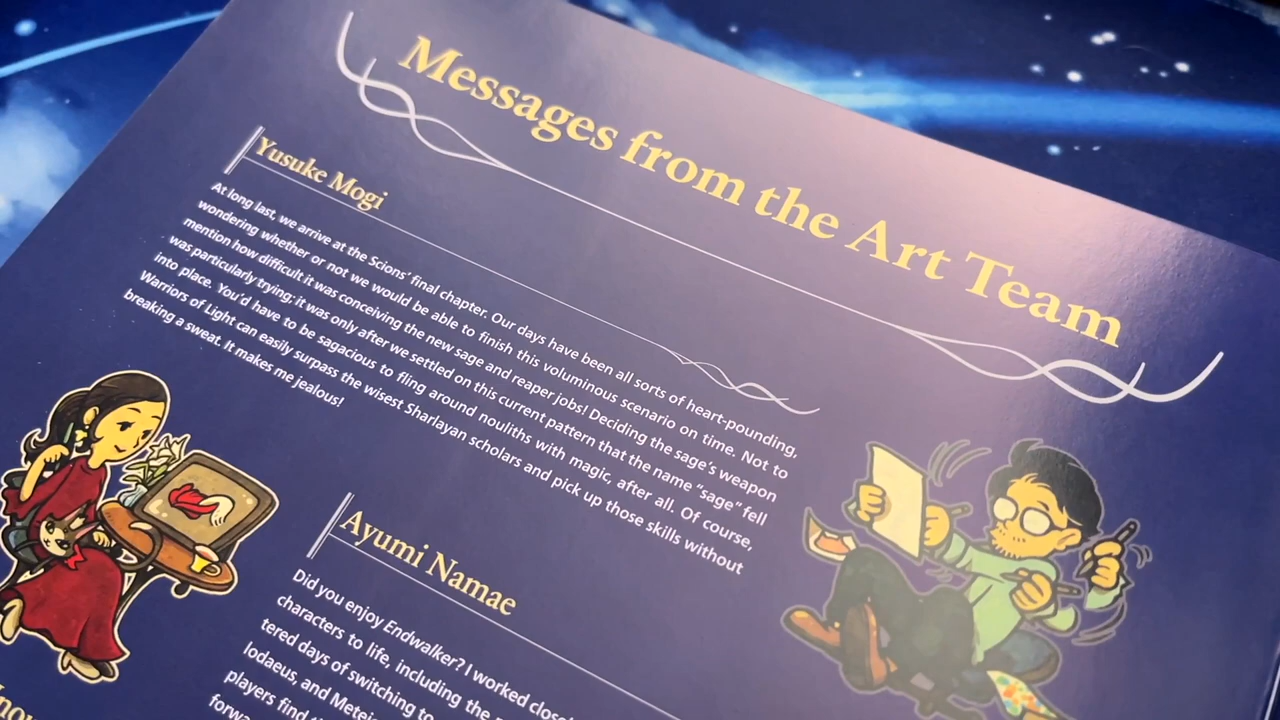 Messages from the Art Team
Yusuke Mogi
At long last, we arrive at the Scions' final chapter. Our days have been all sorts of heart-pounding,
wondering whether or not we would be able to finish this voluminous scenario on time. Not to
mention how difficult it was conceiving the new sage and reaper jobs! Deciding the sage's weapon
was particularly trying; it was only after we settled on this current pattern that the name "sage" fell
into place. You'd have to be sagacious to fling around nouliths with magic, after all. Of course,
Warriors of Light can easily surpass the wisest Sharlayan scholars and pick up those skills without
breaking a sweat. It makes me jealous!
Ayumi Namae
Did you enjoy Endwalker? I worked
characters to life, including the
tered days of switching to
Iodaeus, and
players find